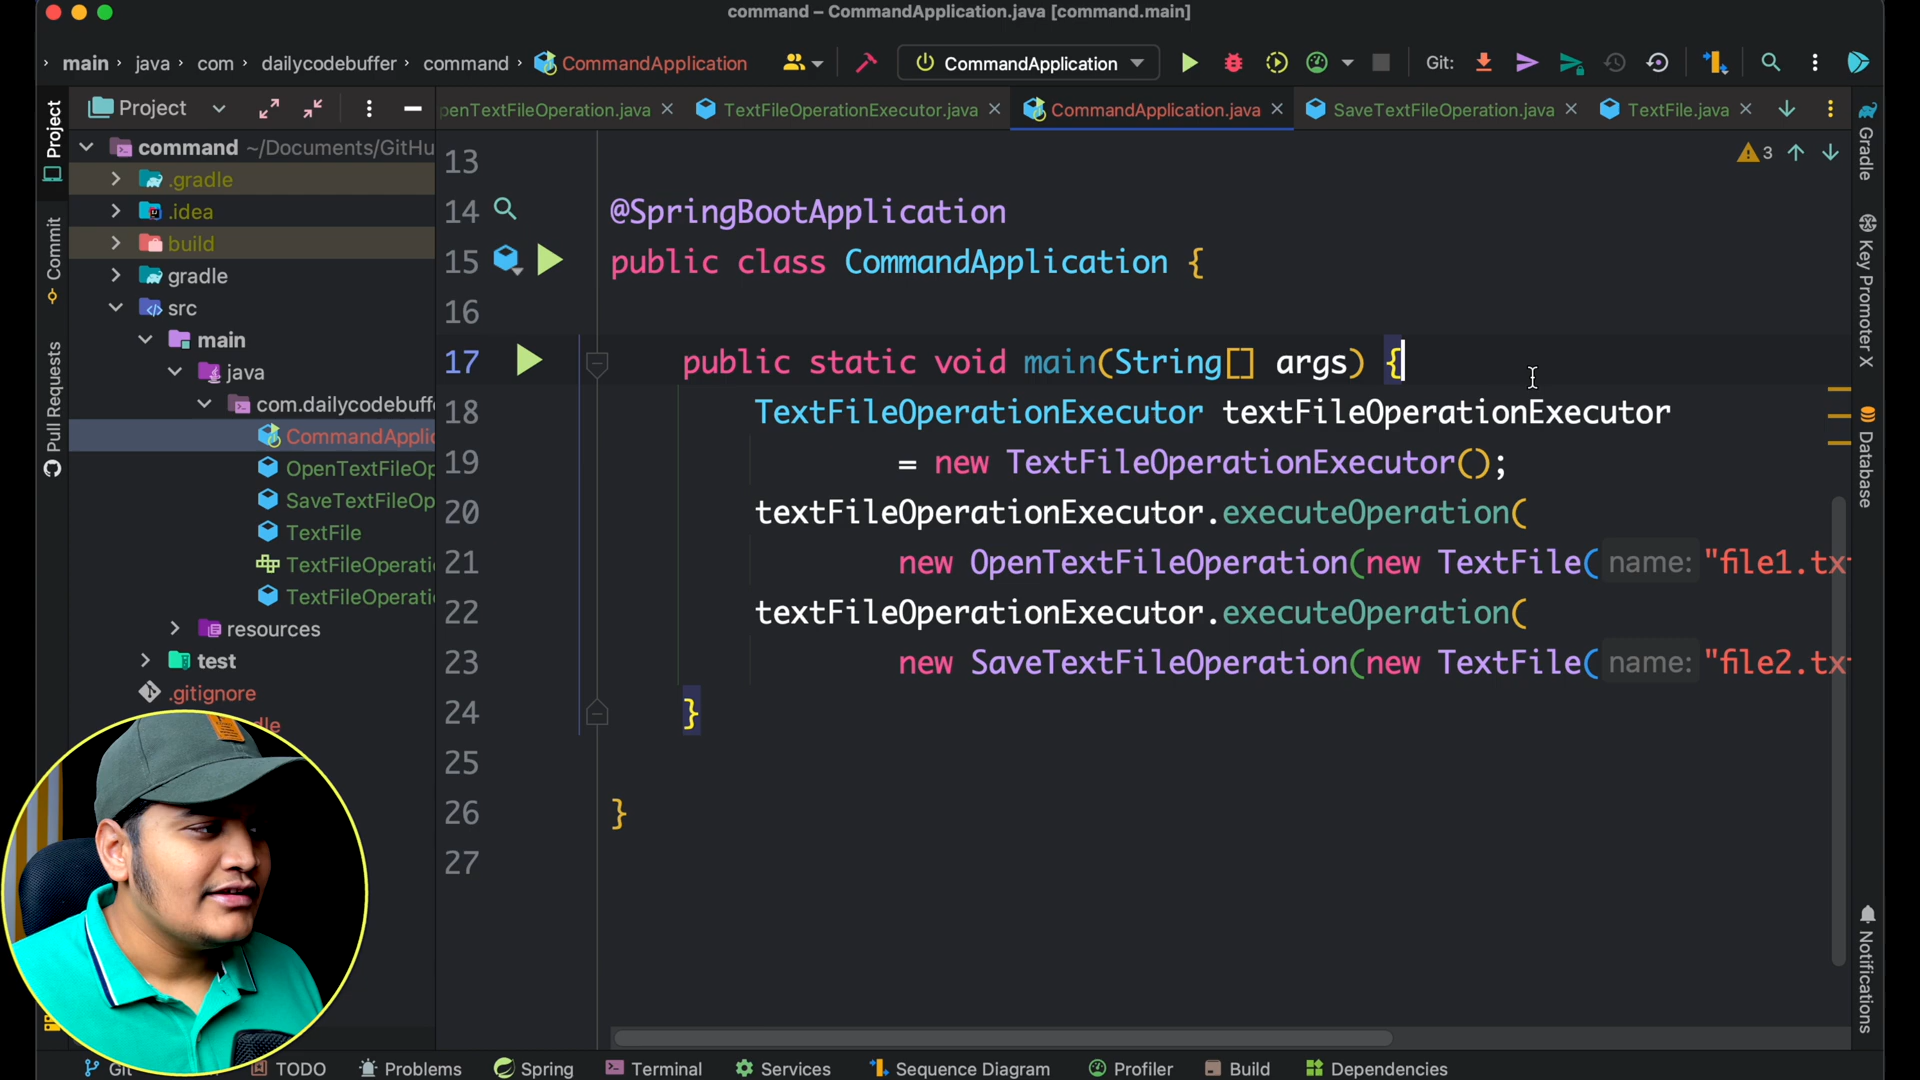 command – CommandApplication.java [command.main]
main java com dailycodebuffer command CommandApplication
CommandApplication
Git:
Project
penTextFileOperation.java
TextFileOperationExecutor.java
CommandApplication.java
SaveTextFileOperation.java
TextFile.java
Project
Commit
Pull Requests
command ~/Documents/GitHu
.gradle
.idea
build
gradle
src
main
java
com.dailycodebuff
CommandApplic
OpenTextFileOp
SaveTextFileOp
TextFile
TextFileOperati
TextFileOperati
resources
test
.gitignore
dle
3
13
14 @SpringBootApplication
15 public class CommandApplication {
16
17 public static void main(String[] args) {
18 TextFileOperationExecutor textFileOperationExecutor
19 = new TextFileOperationExecutor();
20 textFileOperationExecutor.executeOperation(
21 new OpenTextFileOperation(new TextFile( name: "file1.tx
22 textFileOperationExecutor.executeOperation(
23 new SaveTextFileOperation(new TextFile( name: "file2.tx
24 }
25
26 }
27
Gradle
Key Promoter X
Database
Notifications
Git
TODO
Problems
Spring
Terminal
Services
Sequence Diagram
Profiler
Build
Dependencies